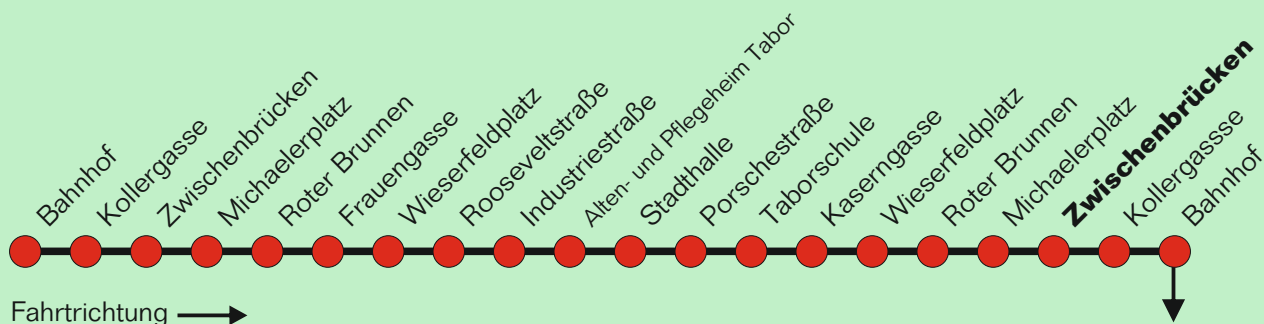 Bahnhof
Kollergasse
Zwischenbrücken
Michaelerplatz
Roter Brunnen
Frauengasse
Wieserfeldplatz
Rooseveltstraße
Industriestraße
Alten- und Pflegeheim Tabor
Stadthalle
Porschestraße
Taborschule
Kaserngasse
Wieserfeldplatz
Roter Brunnen
Michaelerplatz
Zwischenbrücken
Kollergasse
Bahnhof
Fahrtrichtung